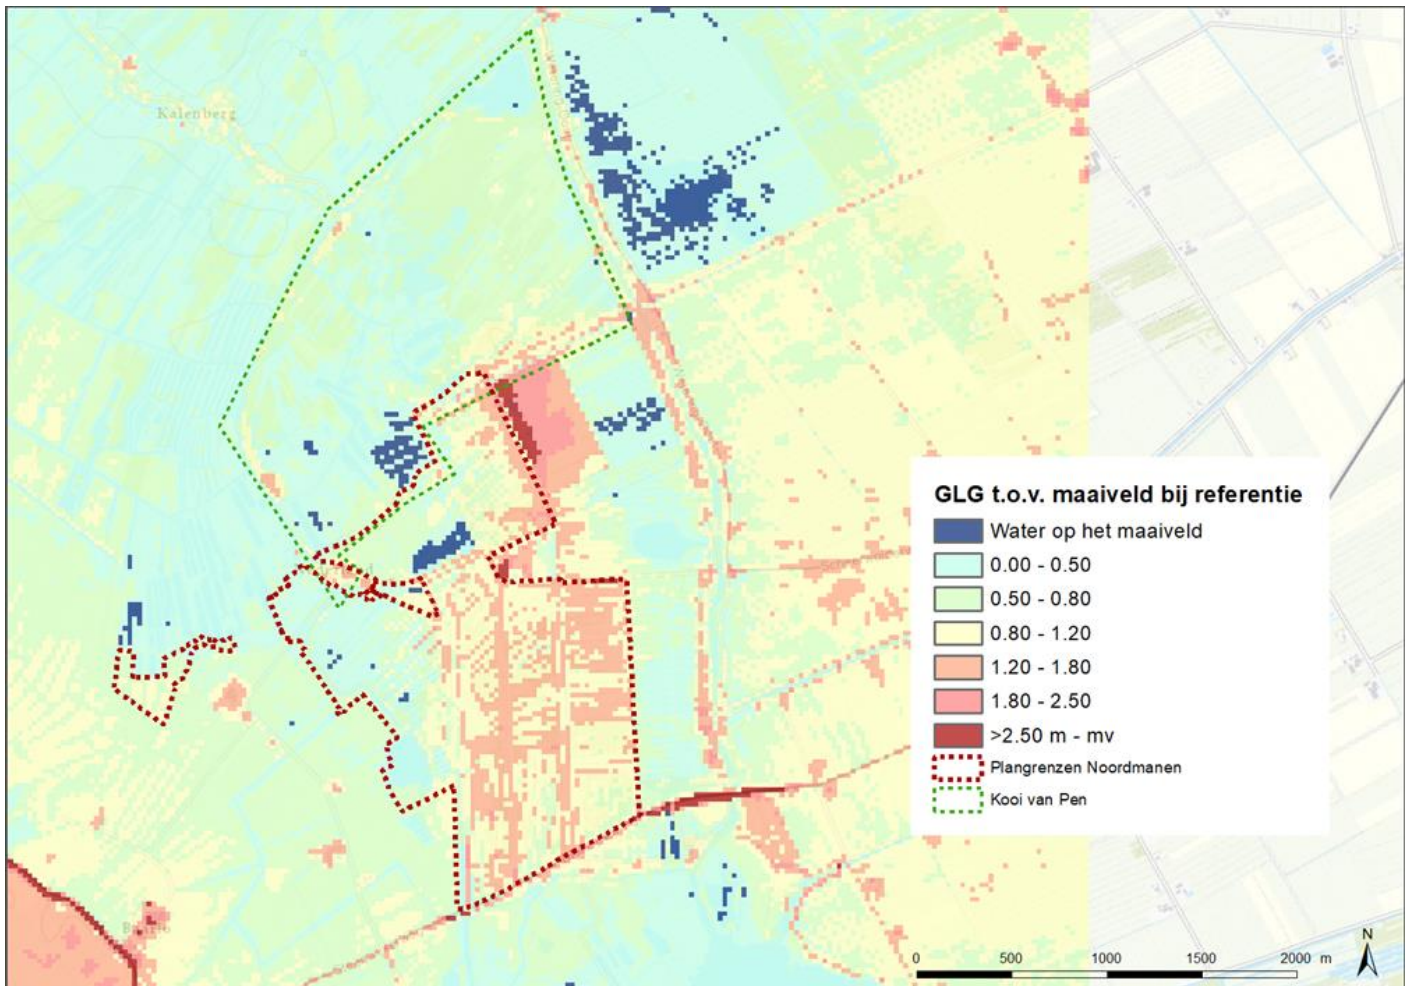 Kalenberg
GLG t.o.v. maaiveld bij referentie
Water op het maaiveld
0.00 - 0.50
0.50 - 0.80
0.80 - 1.20
1.20 - 1.80
1.80 - 2.50
>2.50 m - mv
Plangrenzen Noordmanen
Kooi van Pen
N
0 500 1000 1500 2000 m